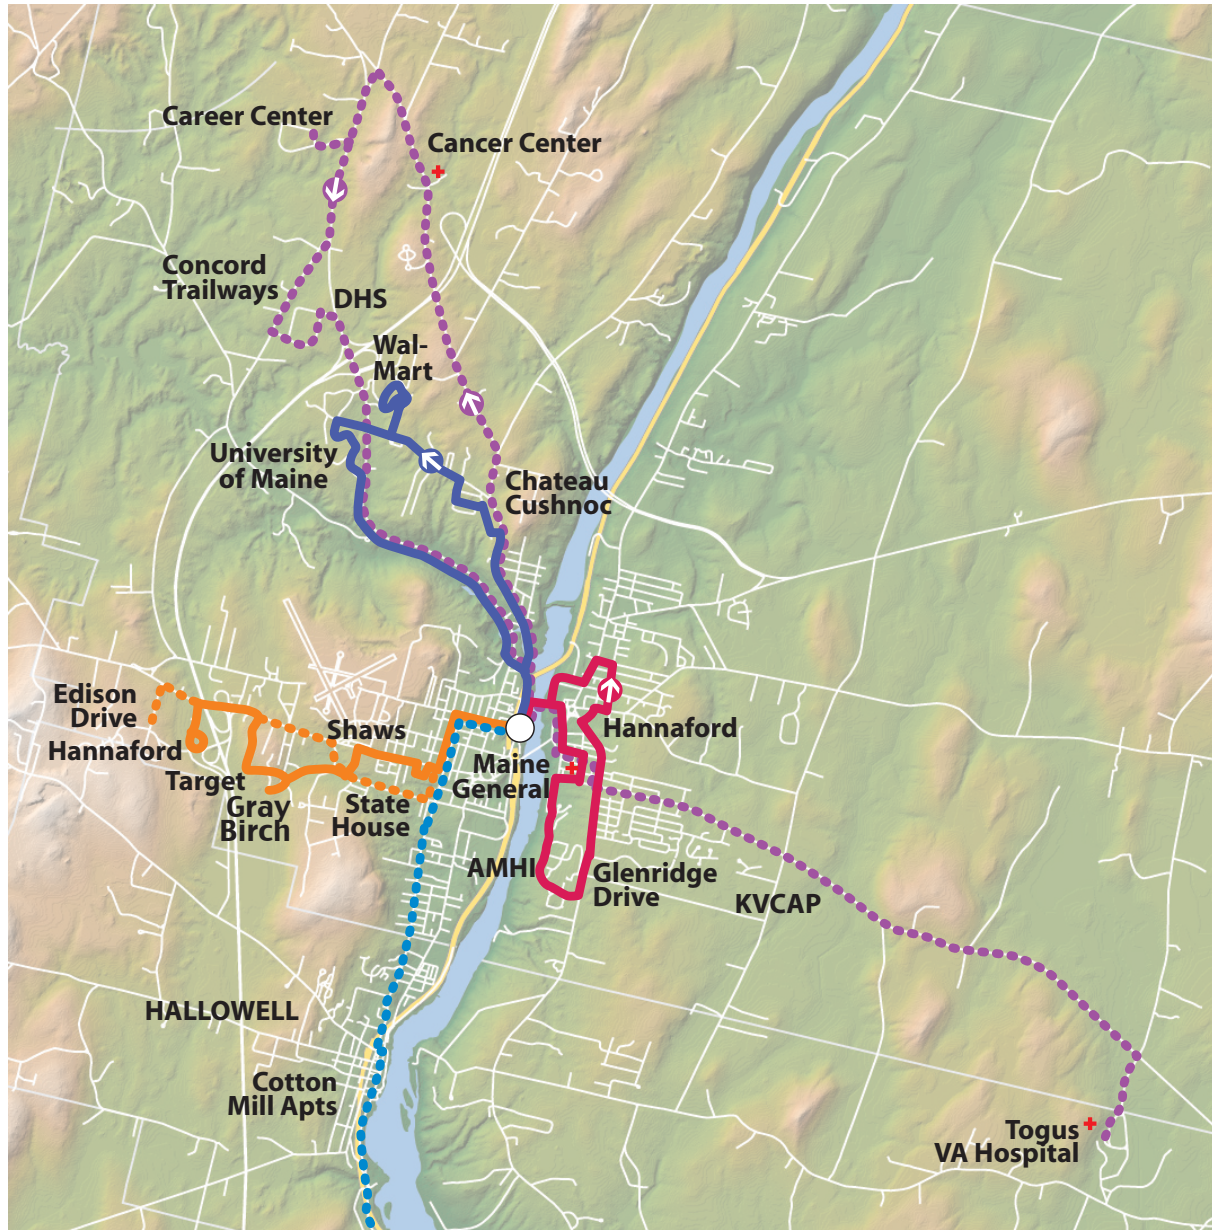 Career Center
Cancer Center
Concord
Trailways
DHS
Wal-
Mart
University
of Maine
Chateau
Cushnoc
Edison
Drive
Hannaford
Shaws
Hannaford
Target
Gray
Birch
State
House
Maine
General
AMHI
Glenridge
Drive
KVCAP
HALLOWELL
Cotton
Mill Apts
Togus
VA Hospital